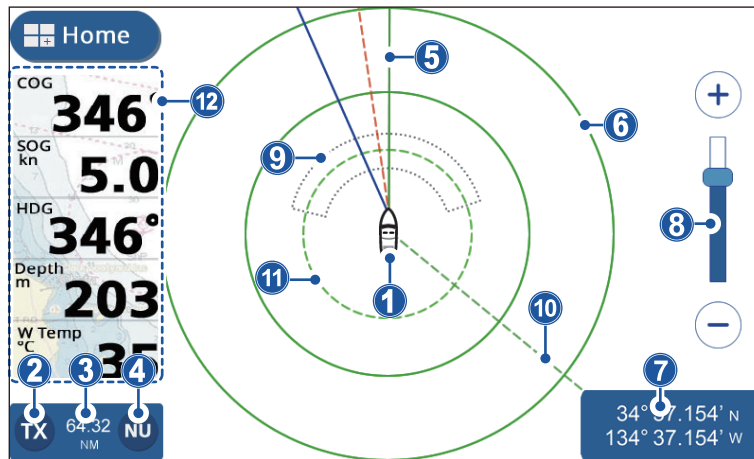 Home
COG
346°
SOG
kn
5.0
HDG
346°
Depth
m
203
W Temp
°C
35
TX
64.32
NM
NU
34° 37.154' N
134° 37.154' W
1
2
3
4
5
6
7
8
9
10
11
12
+
−